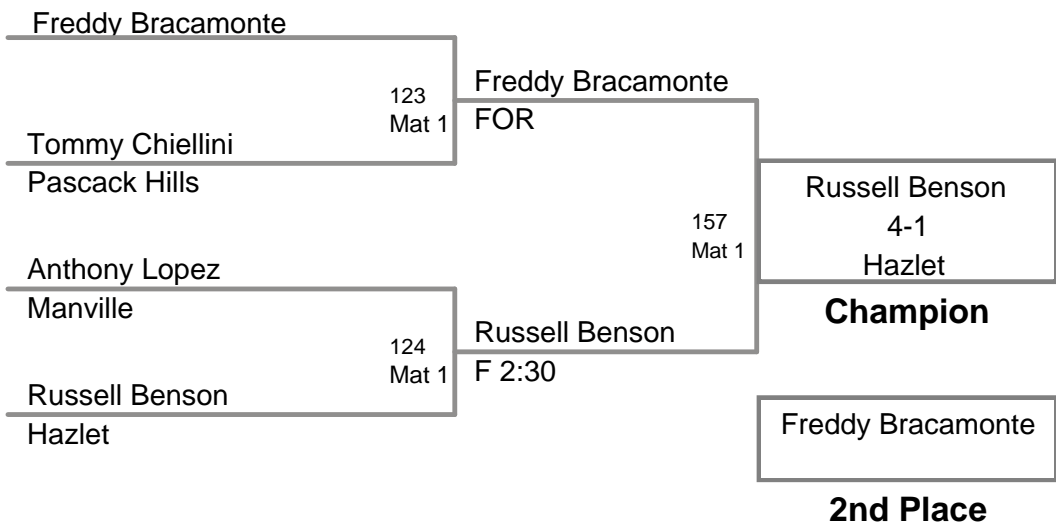 Freddy Bracamonte
Tommy Chiellini
Pascack Hills
123
Mat 1
Freddy Bracamonte
FOR
Anthony Lopez
Manville
Russell Benson
Hazlet
124
Mat 1
Russell Benson
F 2:30
157
Mat 1
Russell Benson
4-1
Hazlet
Champion
Freddy Bracamonte
2nd Place